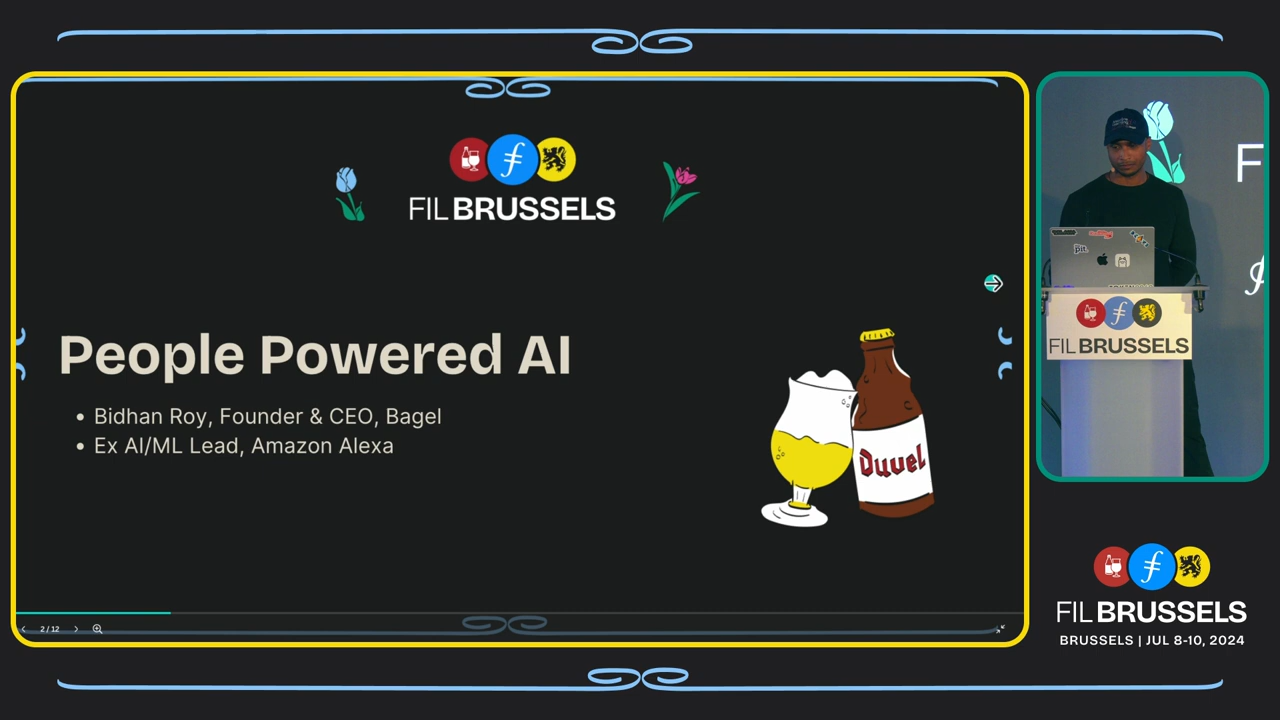 FIL BRUSSELS
People Powered AI
• Bidhan Roy, Founder & CEO, Bagel
• Ex AI/ML Lead, Amazon Alexa
Duvel
2 / 12
F
pit.
FIL BRUSSELS
FIL BRUSSELS
BRUSSELS | JUL 8-10, 2024